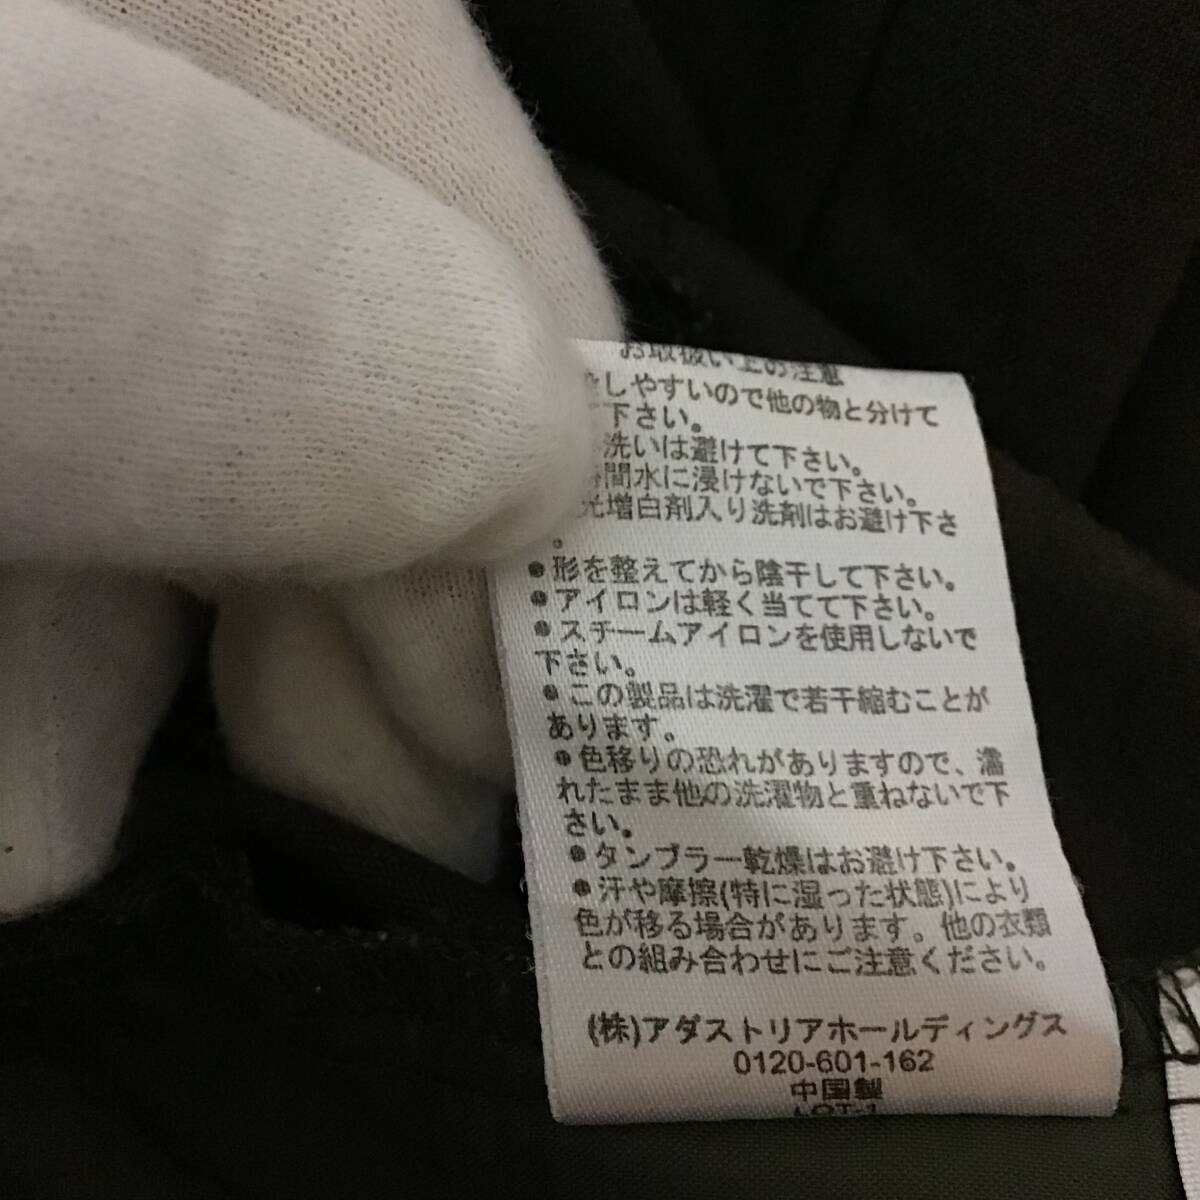 お取扱い上の注意
しやすいので他の物と分けて
下さい。
洗いは避けて下さい。
間水に浸けないで下さい。
光増白剤入り洗剤はお避け下さ
。
●形を整えてから陰干して下さい。
●アイロンは軽く当てて下さい。
●スチームアイロンを使用しないで
下さい。
●この製品は洗濯で若干縮むことが
あります。
●色移りの恐れがありますので、濡
れたまま他の洗濯物と重ねないで下
さい。
●タンブラー乾燥はお避け下さい。
●汗や摩擦(特に湿った状態)により
色が移る場合があります。他の衣類
との組み合わせにご注意ください。
(株)アダストリアホールディングス
0120-601-162
中国製
LOT-1